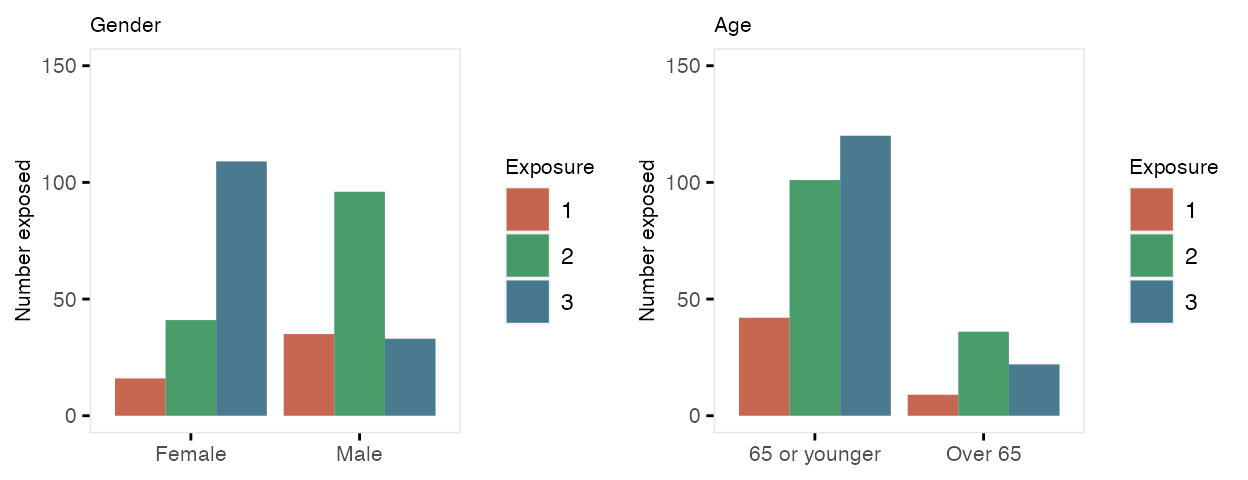 Gender
Number exposed
150
100
50
0
Female
Male
Exposure
1
2
3
Age
Number exposed
150
100
50
0
65 or younger
Over 65
Exposure
1
2
3